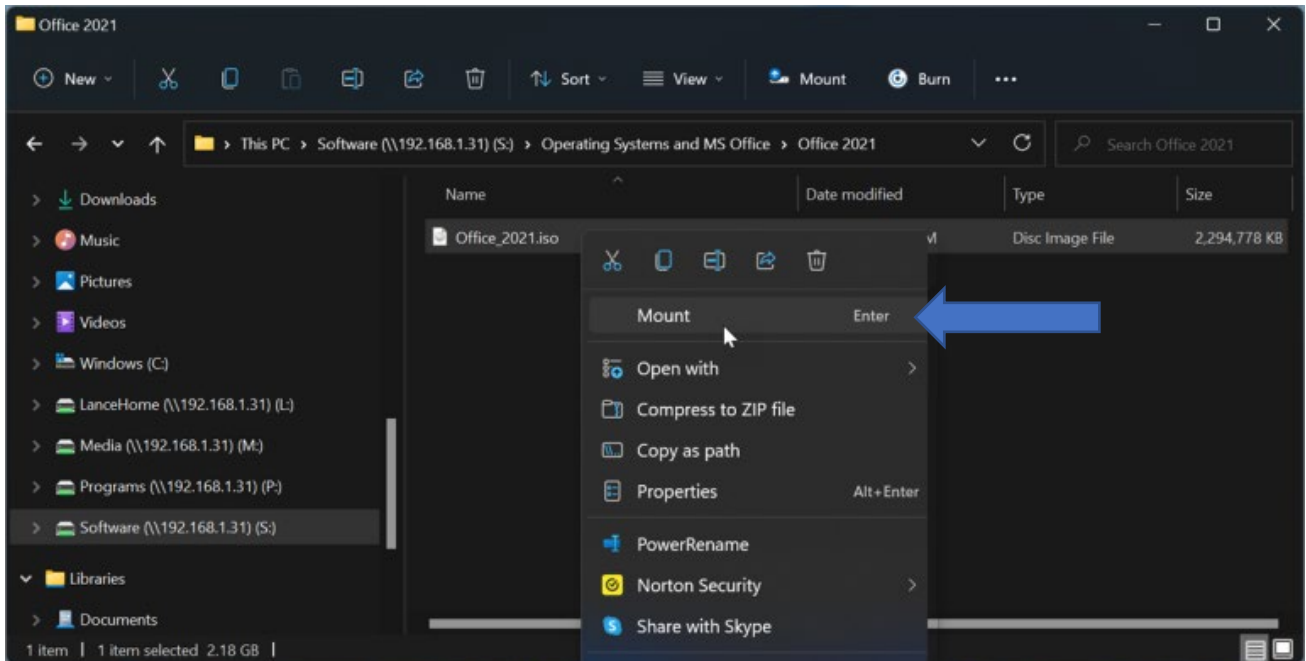 Office 2021
New Sort View Mount Burn
This PC > Software (\\192.168.1.31) (S:) > Operating Systems and MS Office > Office 2021 Search Office 2021
Name Date modified Type Size
Downloads
Office_2021.iso M Disc Image File 2,294,778 KB
Music
Pictures
Videos
Windows (C:)
LanceHome (\\192.168.1.31) (L:)
Media (\\192.168.1.31) (M:)
Programs (\\192.168.1.31) (P:)
Software (\\192.168.1.31) (S:)
Libraries
Documents
Mount Enter
Open with
Compress to ZIP file
Copy as path
Properties Alt+Enter
PowerRename
Norton Security
Share with Skype
1 item | 1 item selected 2.18 GB |